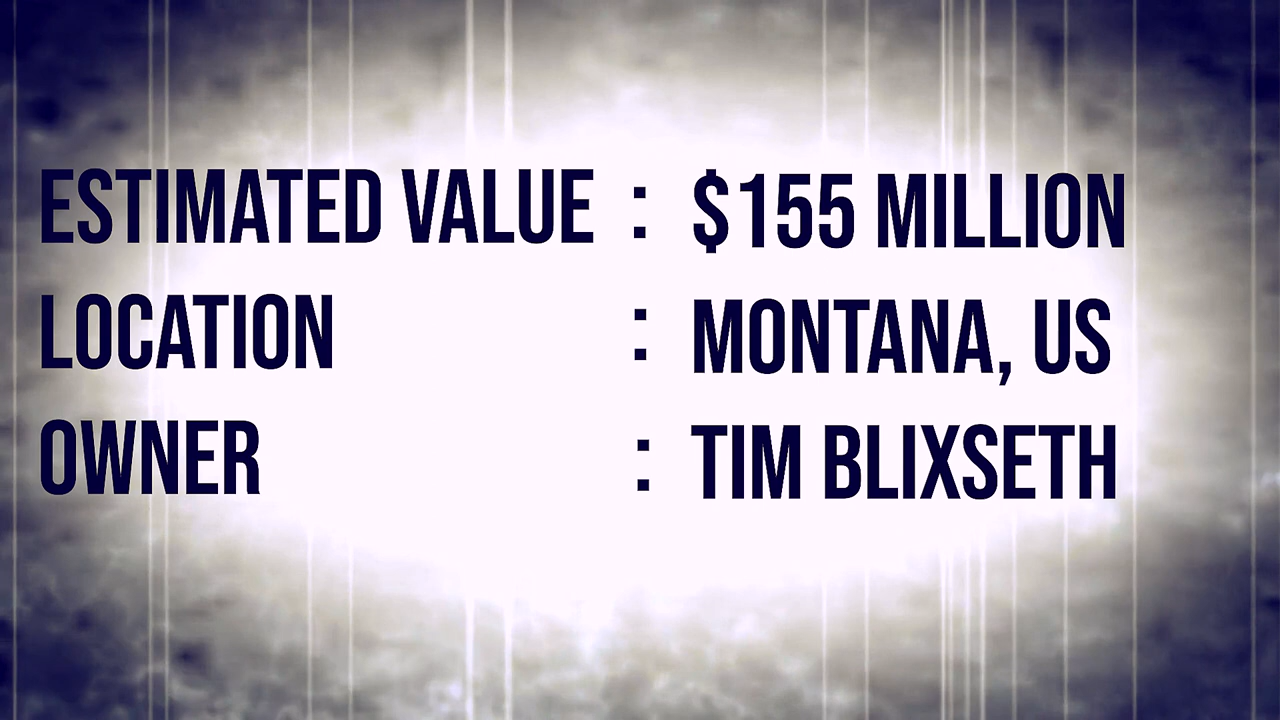 ESTIMATED VALUE : $155 MILLION
LOCATION : MONTANA, US
OWNER : TIM BLIXSETH